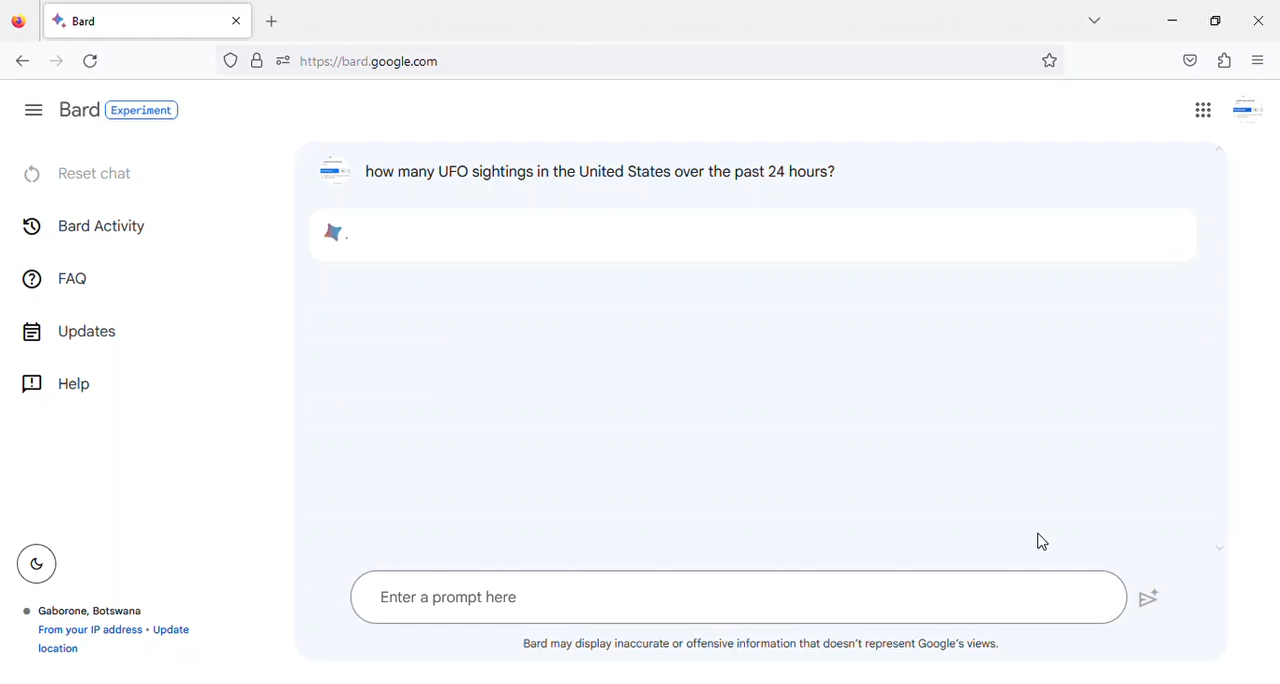 Bard
https://bard.google.com
Bard Experiment
Reset chat
Bard Activity
FAQ
Updates
Help
how many UFO sightings in the United States over the past 24 hours?
.
Enter a prompt here
Bard may display inaccurate or offensive information that doesn't represent Google's views.
Gaborone, Botswana
From your IP address • Update
location